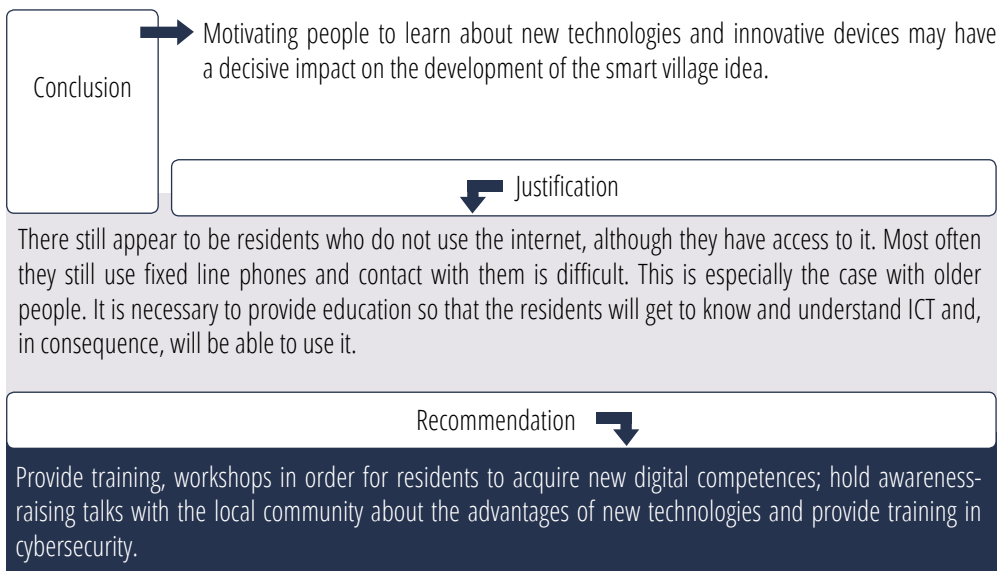 Conclusion
Motivating people to learn about new technologies and innovative devices may have
a decisive impact on the development of the smart village idea.
Justification
There still appear to be residents who do not use the internet, although they have access to it. Most often
they still use fixed line phones and contact with them is difficult. This is especially the case with older
people. It is necessary to provide education so that the residents will get to know and understand ICT and,
in consequence, will be able to use it.
Recommendation
Provide training, workshops in order for residents to acquire new digital competences; hold awareness-
raising talks with the local community about the advantages of new technologies and provide training in
cybersecurity.